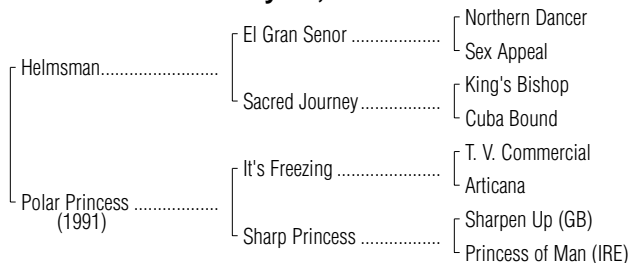 Northern Dancer
El Gran Senor ....................
Sex Appeal
Helmsman..........................
King's Bishop
Sacred Journey..................
Cuba Bound
T. V. Commercial
It's Freezing .......................
Articana
Polar Princess ...................
(1991)
Sharpen Up (GB)
Sharp Princess ...................
Princess of Man (IRE)